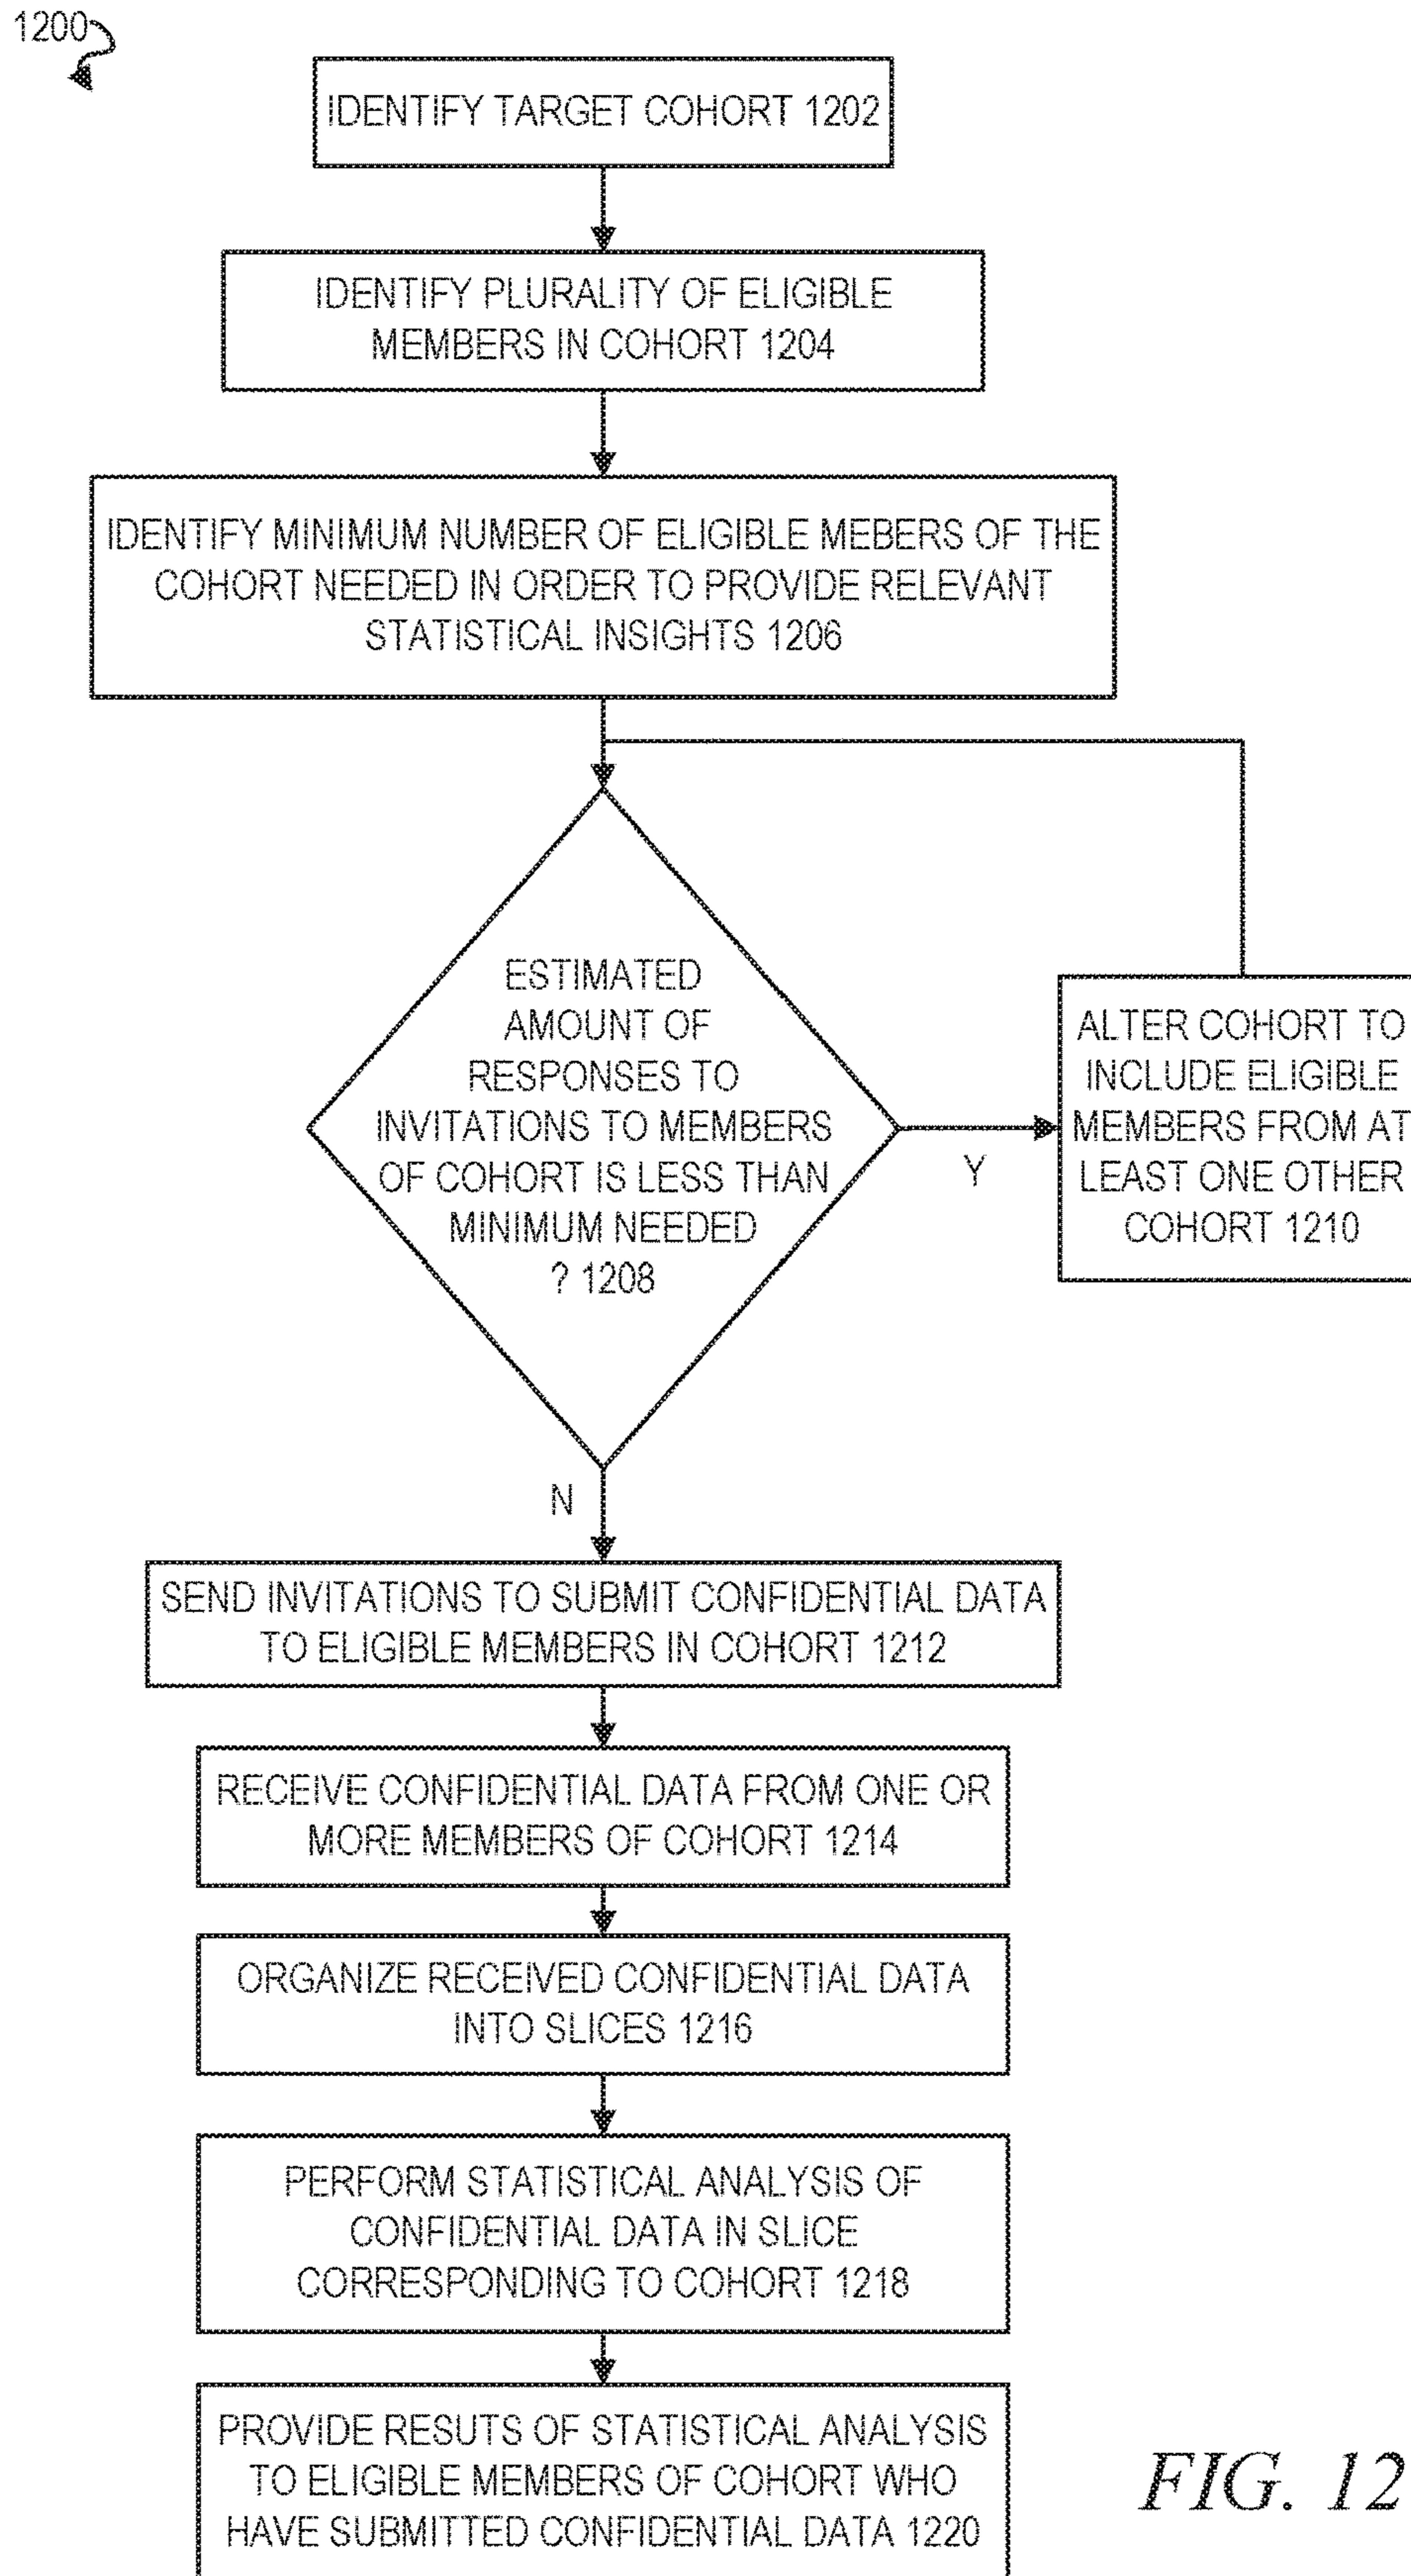 1200
IDENTIFY TARGET COHORT 1202
IDENTIFY PLURALITY OF ELIGIBLE
MEMBERS IN COHORT 1204
IDENTIFY MINIMUM NUMBER OF ELIGIBLE MEBERS OF THE
COHORT NEEDED IN ORDER TO PROVIDE RELEVANT
STATISTICAL INSIGHTS 1206
ESTIMATED
AMOUNT OF
RESPONSES TO
INVITATIONS TO MEMBERS
OF COHORT IS LESS THAN
MINIMUM NEEDED
? 1208
Y
ALTER COHORT TO
INCLUDE ELIGIBLE
MEMBERS FROM AT
LEAST ONE OTHER
COHORT 1210
N
SEND INVITATIONS TO SUBMIT CONFIDENTIAL DATA
TO ELIGIBLE MEMBERS IN COHORT 1212
RECEIVE CONFIDENTIAL DATA FROM ONE OR
MORE MEMBERS OF COHORT 1214
ORGANIZE RECEIVED CONFIDENTIAL DATA
INTO SLICES 1216
PERFORM STATISTICAL ANALYSIS OF
CONFIDENTIAL DATA IN SLICE
CORRESPONDING TO COHORT 1218
PROVIDE RESUTS OF STATISTICAL ANALYSIS
TO ELIGIBLE MEMBERS OF COHORT WHO
HAVE SUBMITTED CONFIDENTIAL DATA 1220
FIG. 12